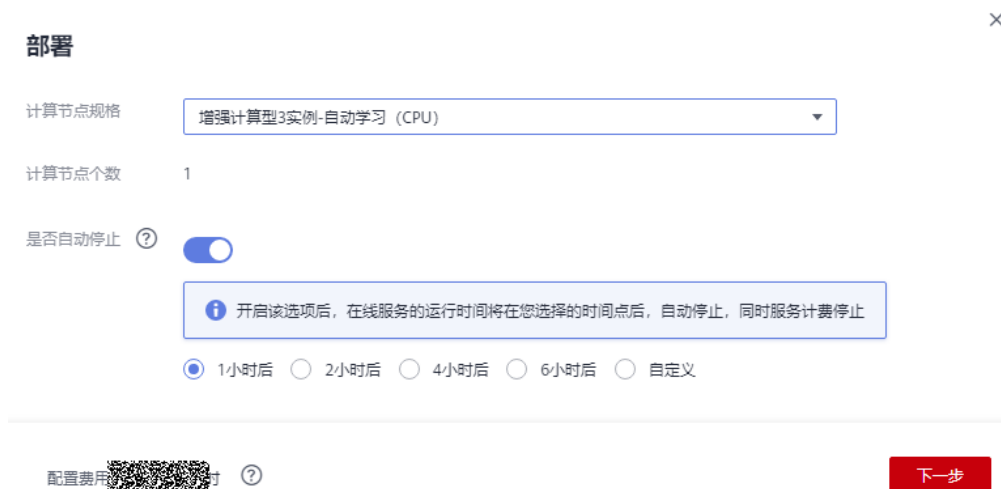 部署
计算节点规格 增强计算型3实例-自动学习（CPU）
计算节点个数 1
是否自动停止 ?
开启该选项后，在线服务的运行时间将在您选择的时间点后，自动停止，同时服务计费停止
1小时后 2小时后 4小时后 6小时后 自定义
配置费用 ?
下一步